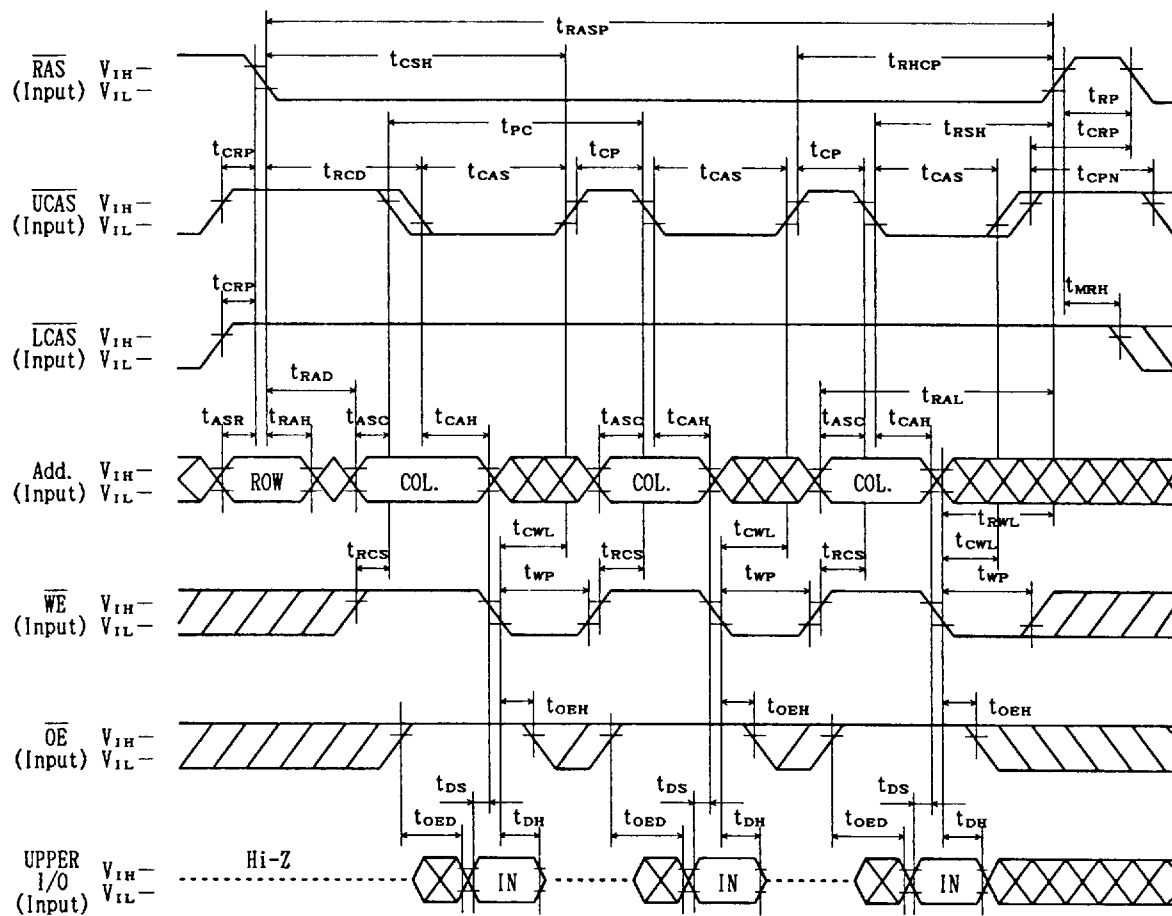 tRASP
tCSH
tRHCP
RAS VIH—
(Input) VIL—
tRP
tPC
tRSH
tCRP
tCRP
tRCD
tCAS
tCP
tCAS
tCP
tCAS
tCPN
UCAS VIH—
(Input) VIL—
tCRP
tMRH
LCAS VIH—
(Input) VIL—
tRAD
tRAL
tASR
tRAH
tASC
tCAH
tASC
tCAH
tASC
tCAH
Add. VIH—
(Input) VIL—
ROW
COL.
COL.
COL.
tRWL
tCWL
tCWL
tCWL
tRCS
tRCS
tRCS
tWP
tWP
tWP
WE VIH—
(Input) VIL—
tOEH
tOEH
tOEH
OE VIH—
(Input) VIL—
tDS
tDS
tDS
tOED
tDH
tOED
tDH
tOED
tDH
UPPER
I/O
(Input)
VIH—
VIL—
Hi-Z
IN
IN
IN